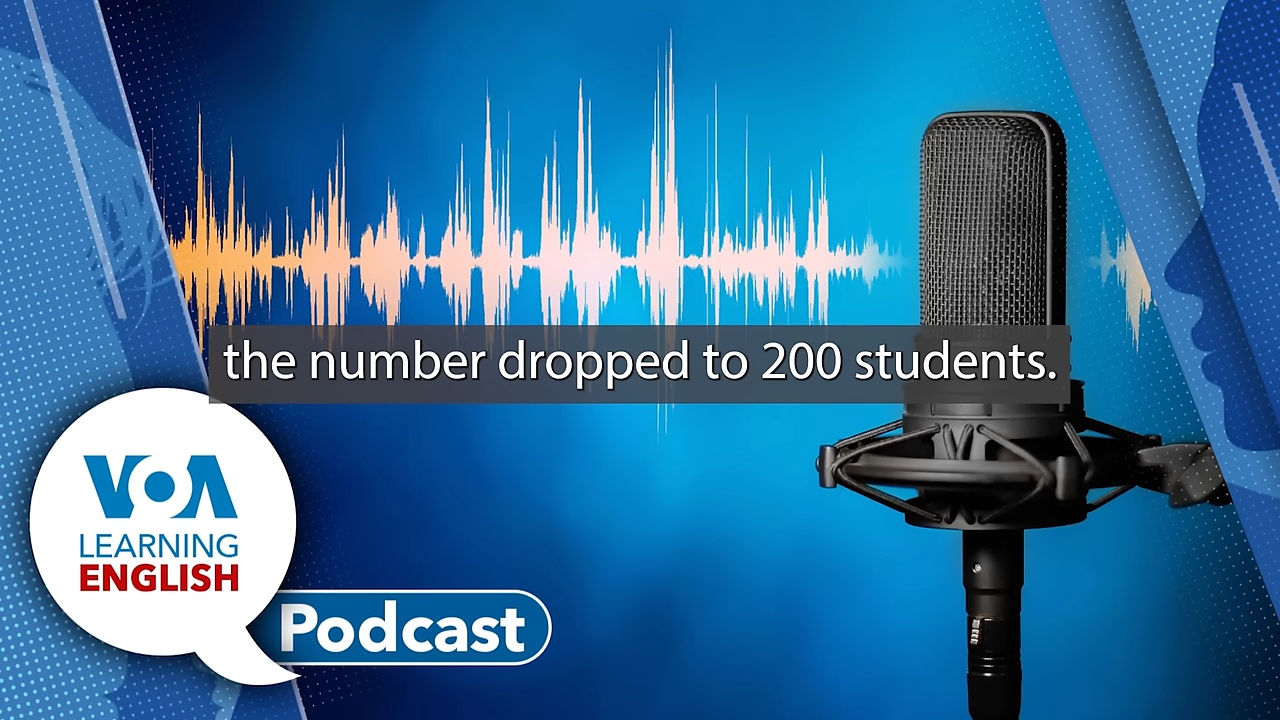 the number dropped to 200 students.
VOA
LEARNING
ENGLISH
Podcast